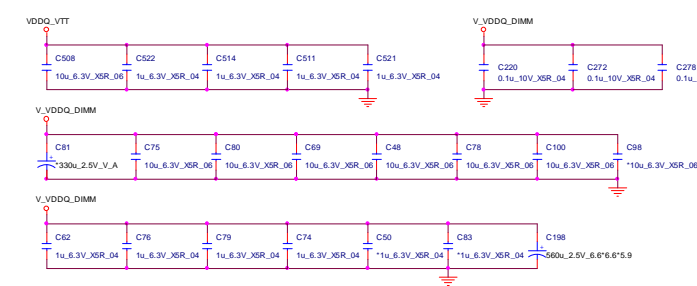 VDDQ_VTT V_VDDQ_DIMM
C508 C522 C514 C511 C521 C220 C272 C278
10u_6.3V_X5R_06 1u_6.3V_X5R_04 1u_6.3V_X5R_04 1u_6.3V_X5R_04 1u_6.3V_X5R_04 0.1u_10V_X5R_04 0.1u_10V_X5R_04 0.1u_
V_VDDQ_DIMM
C81 C75 C80 C69 C48 C78 C100 C98
+
*330u_2.5V_V_A 10u_6.3V_X5R_06 10u_6.3V_X5R_06 10u_6.3V_X5R_06 10u_6.3V_X5R_06 10u_6.3V_X5R_06 10u_6.3V_X5R_06 *10u_6.3V_X5R_06
V_VDDQ_DIMM
C62 C76 C79 C74 C50 C83 C198
+
1u_6.3V_X5R_04 1u_6.3V_X5R_04 1u_6.3V_X5R_04 1u_6.3V_X5R_04 *1u_6.3V_X5R_04 *1u_6.3V_X5R_04 560u_2.5V_6.6*6.6*5.9